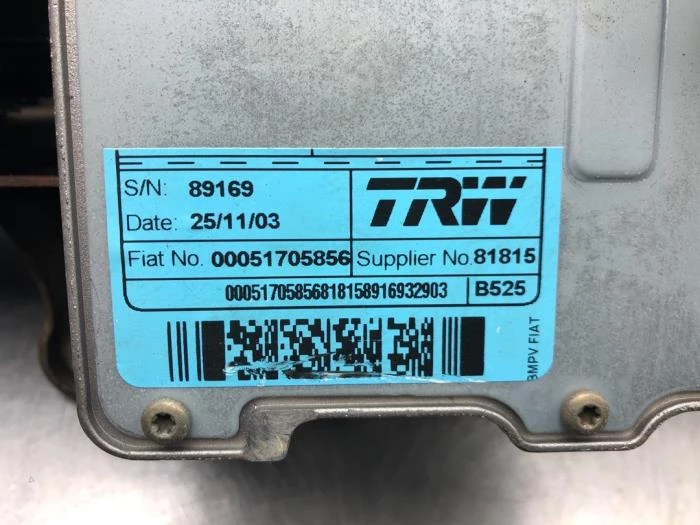 S/N: 89169
TRW
Date: 25/11/03
Fiat No. 00051705856 Supplier No. 81815
00051705856818158916932903 B525
BMPV FIAT